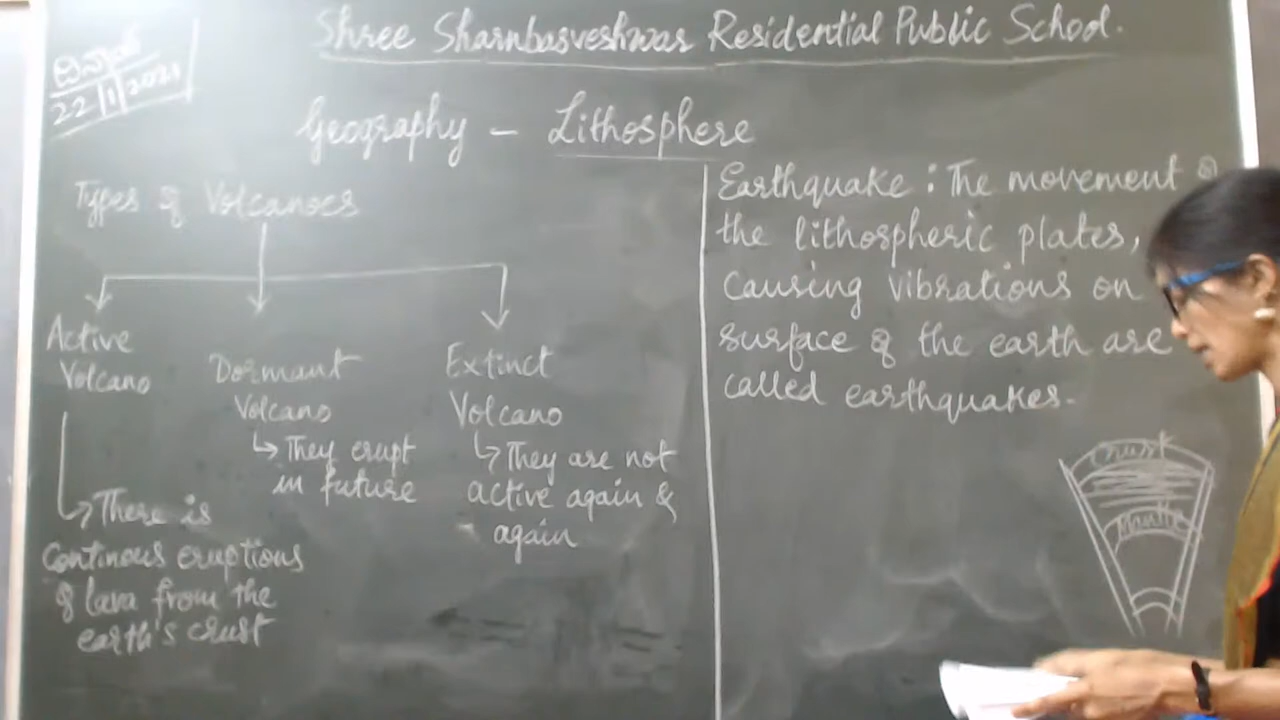 Shree Sharnbasveshwar Residential Public School.
22/1/2021
Geography - Lithosphere
Types of Volcanoes
Active
Volcano
There is
Continous eruptions
of lava from the
earth's crust
Dormant
Volcano
They erupt
in future
Extinct
Volcano
They are not
active again &
again
Earthquake : The movement of
the lithospheric plates,
causing vibrations on
surface of the earth are
called earthquakes.
Crust
Mantle